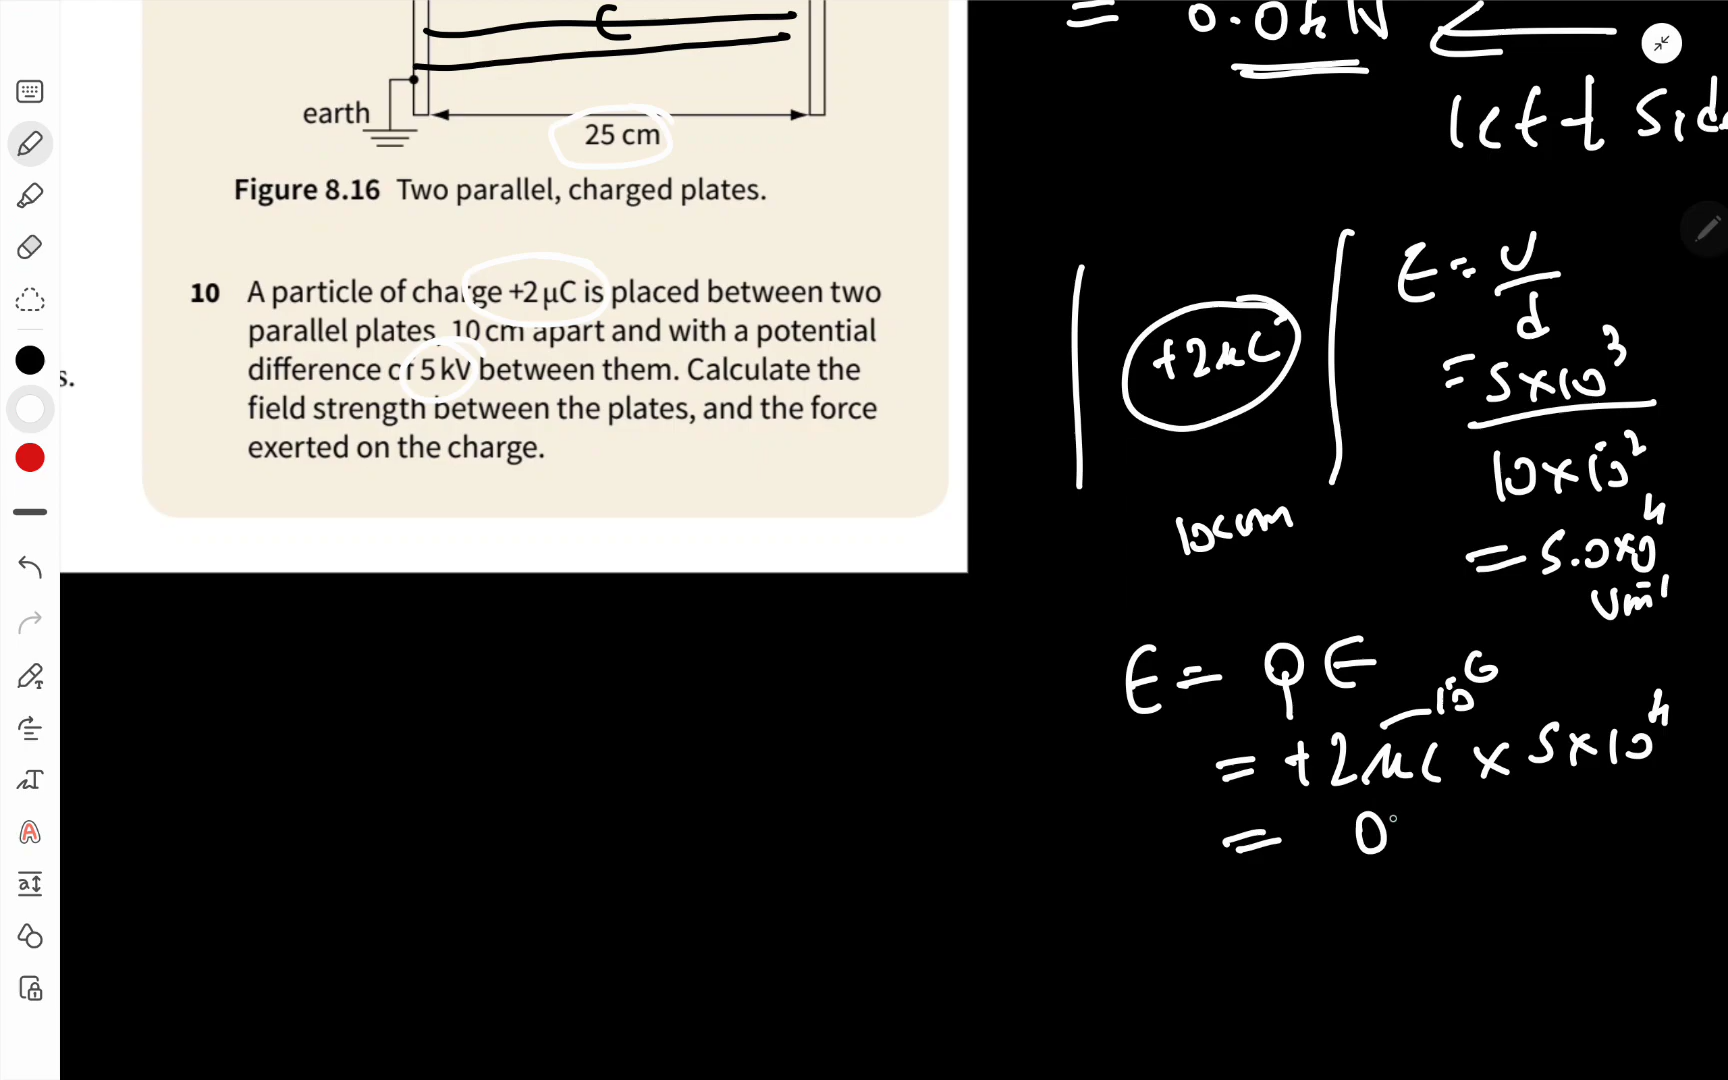 C
= 0.04N
left sid
earth
25 cm
Figure 8.16 Two parallel, charged plates.
10 A particle of charge +2 μC is placed between two
parallel plates, 10 cm apart and with a potential
difference of 5 kV between them. Calculate the
field strength between the plates, and the force
exerted on the charge.
s.
+2μC
10cm
E = V
d
= 5×10³
10×10⁻²
= 5.0×10⁴
Vm⁻¹
E = QE
10⁻⁶
= +2μC × 5×10⁴
= 0